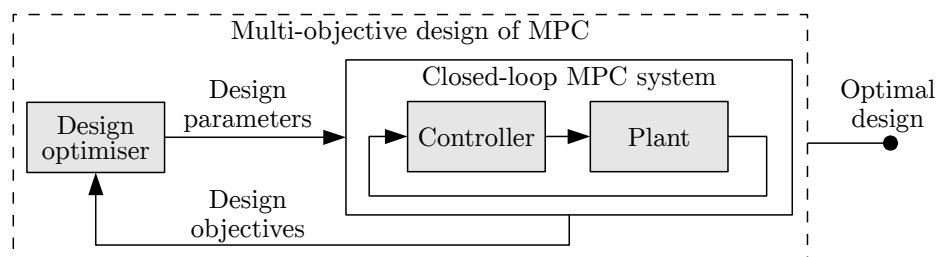 Multi-objective design of MPC
Closed-loop MPC system
Design
parameters
Design
optimiser
Controller
Plant
Optimal
design
Design
objectives